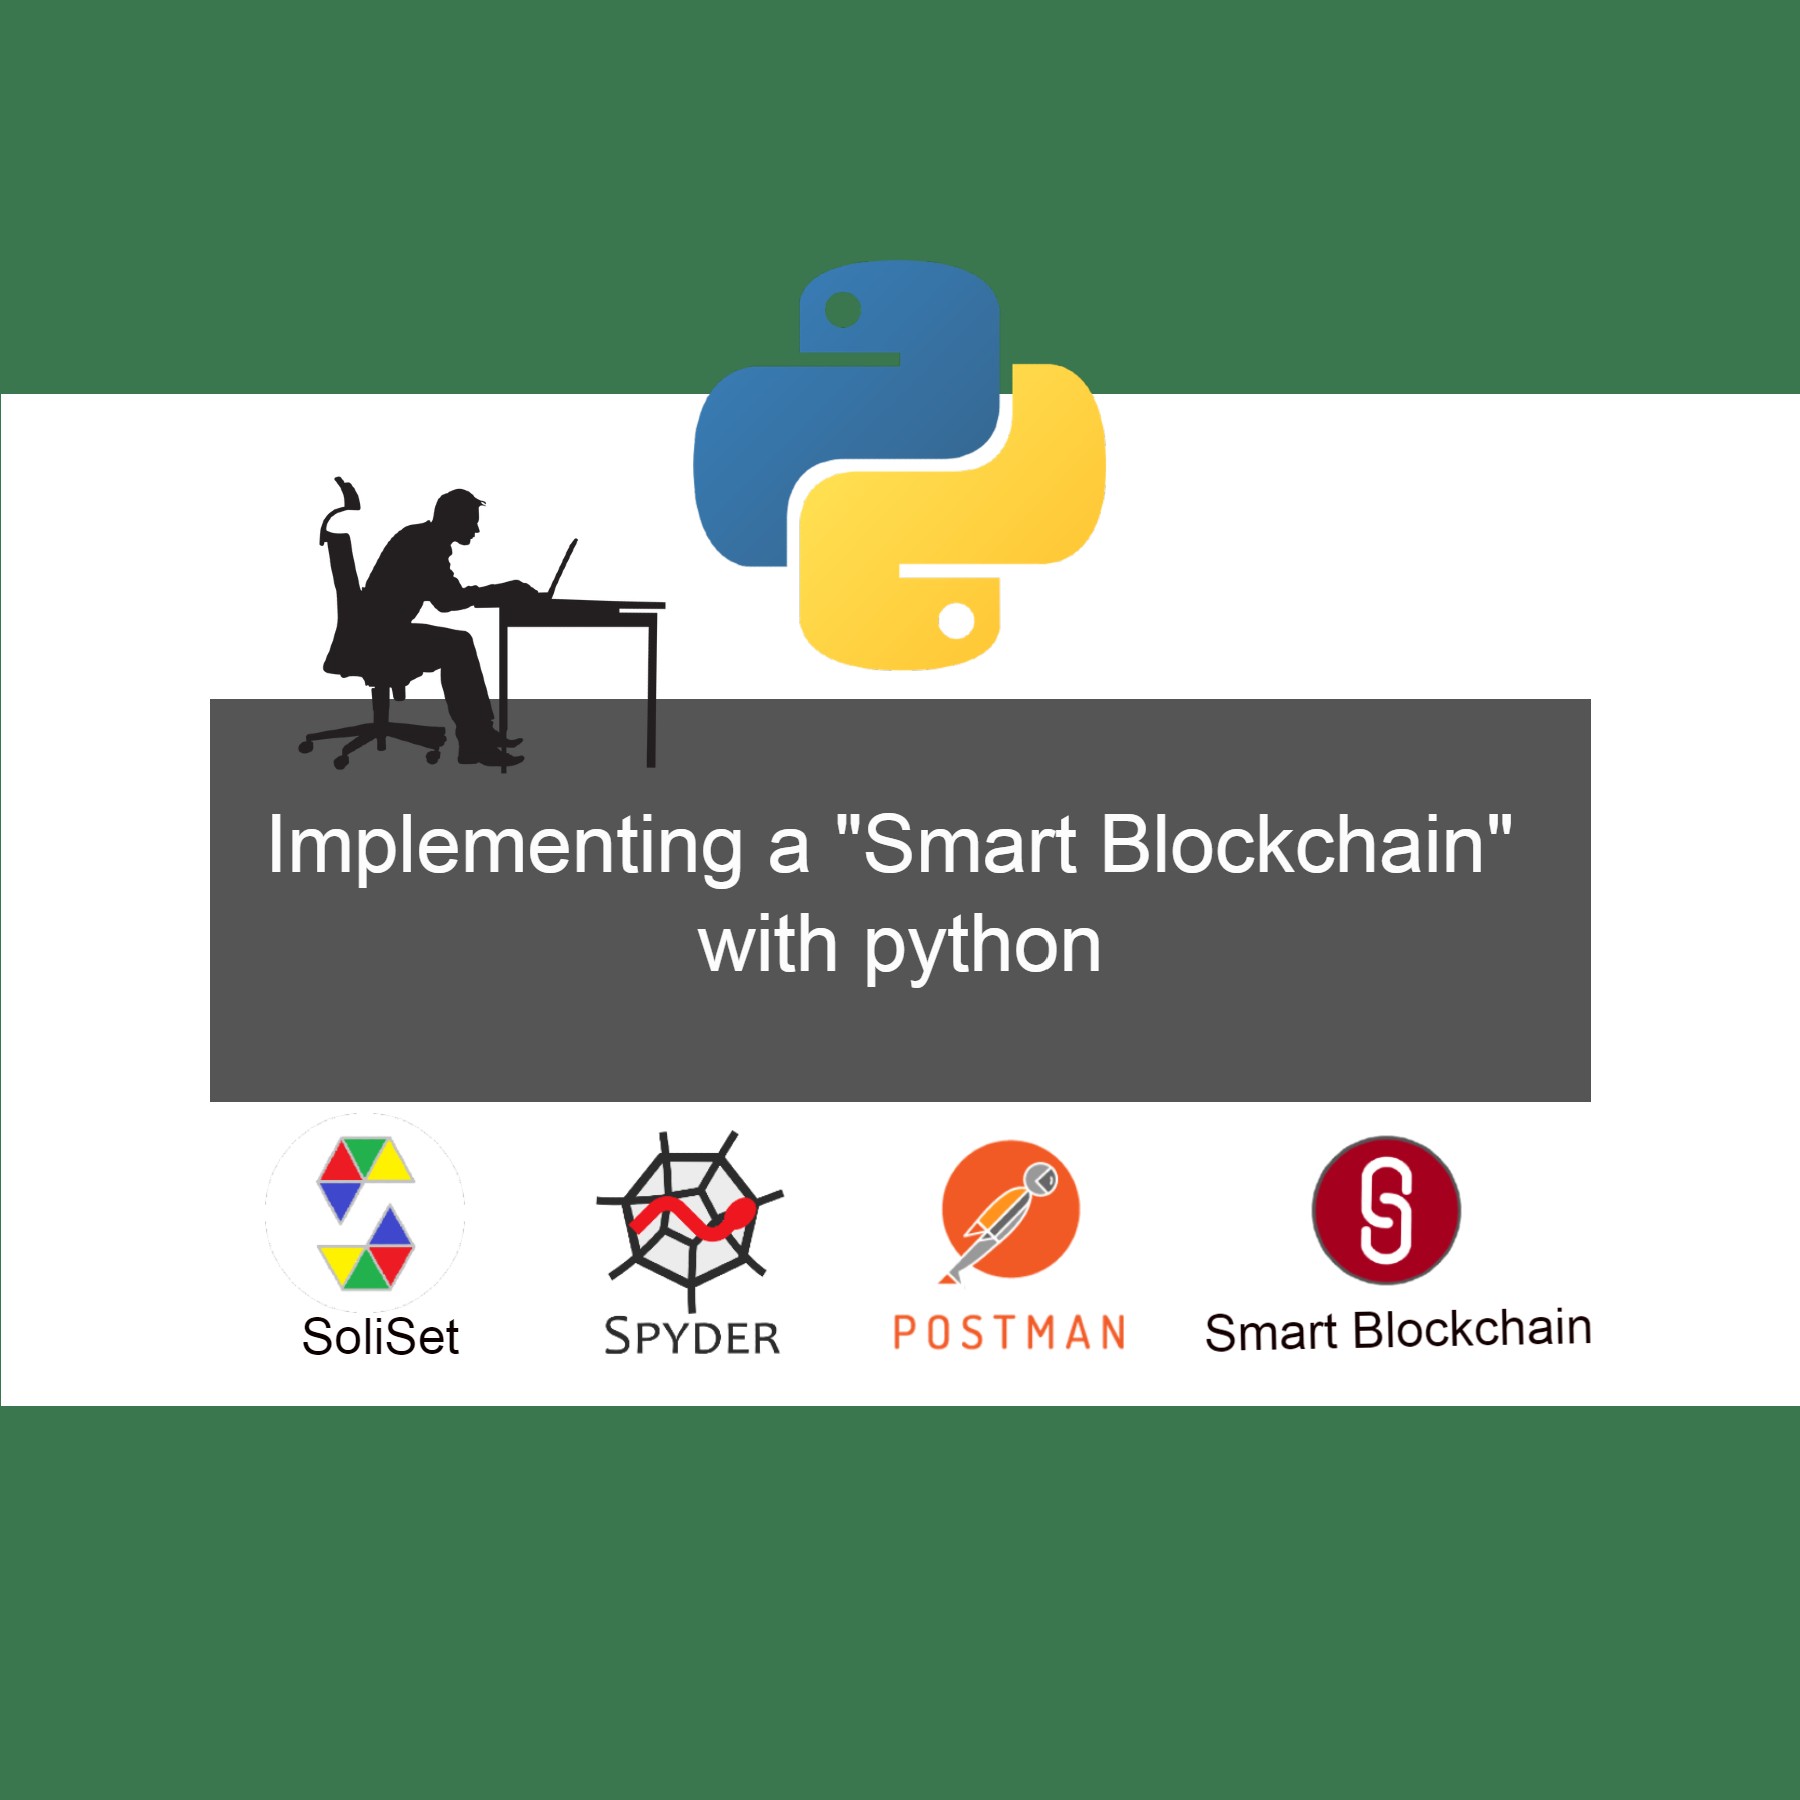 Implementing a "Smart Blockchain"
with python
SoliSet
SPYDER
POSTMAN
Smart Blockchain